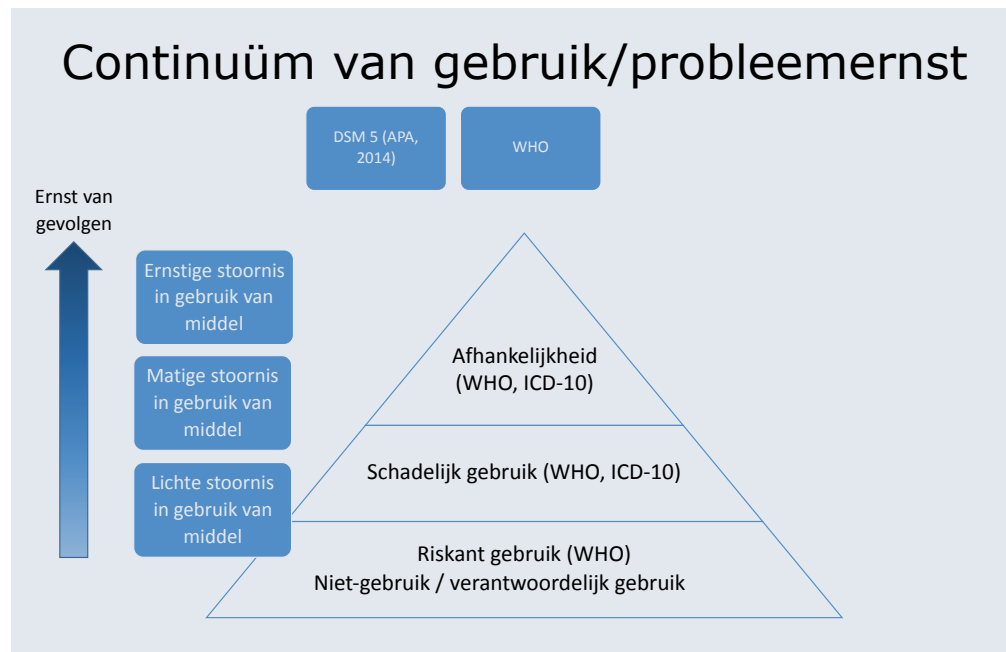 Continuüm van gebruik/probleemernst
DSM 5 (APA,
2014)
WHO
Ernst van
gevolgen
Ernstige stoornis
in gebruik van
middel
Matige stoornis
in gebruik van
middel
Lichte stoornis
in gebruik van
middel
Afhankelijkheid
(WHO, ICD-10)
Schadelijk gebruik (WHO, ICD-10)
Riskant gebruik (WHO)
Niet-gebruik / verantwoordelijk gebruik